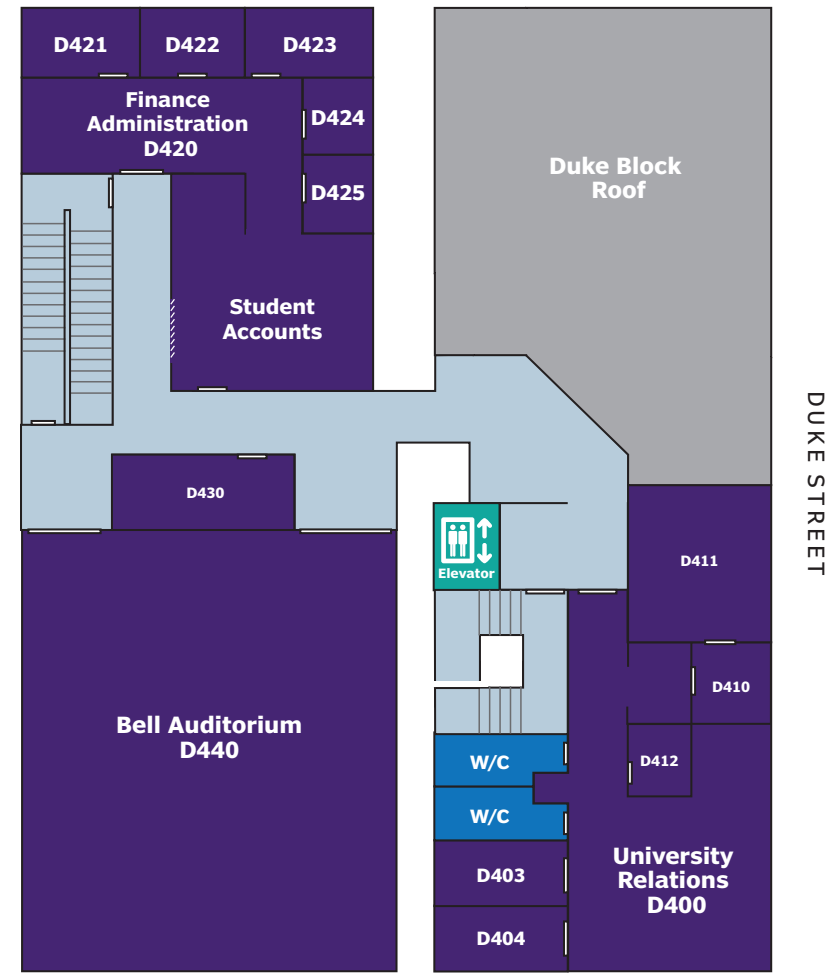 D421
D422
D423
Finance
Administration
D420
D424
D425
Duke Block
Roof
Student
Accounts
DUKE STREET
D430
Elevator
D411
D410
Bell Auditorium
D440
W/C
D412
W/C
University
Relations
D400
D403
D404